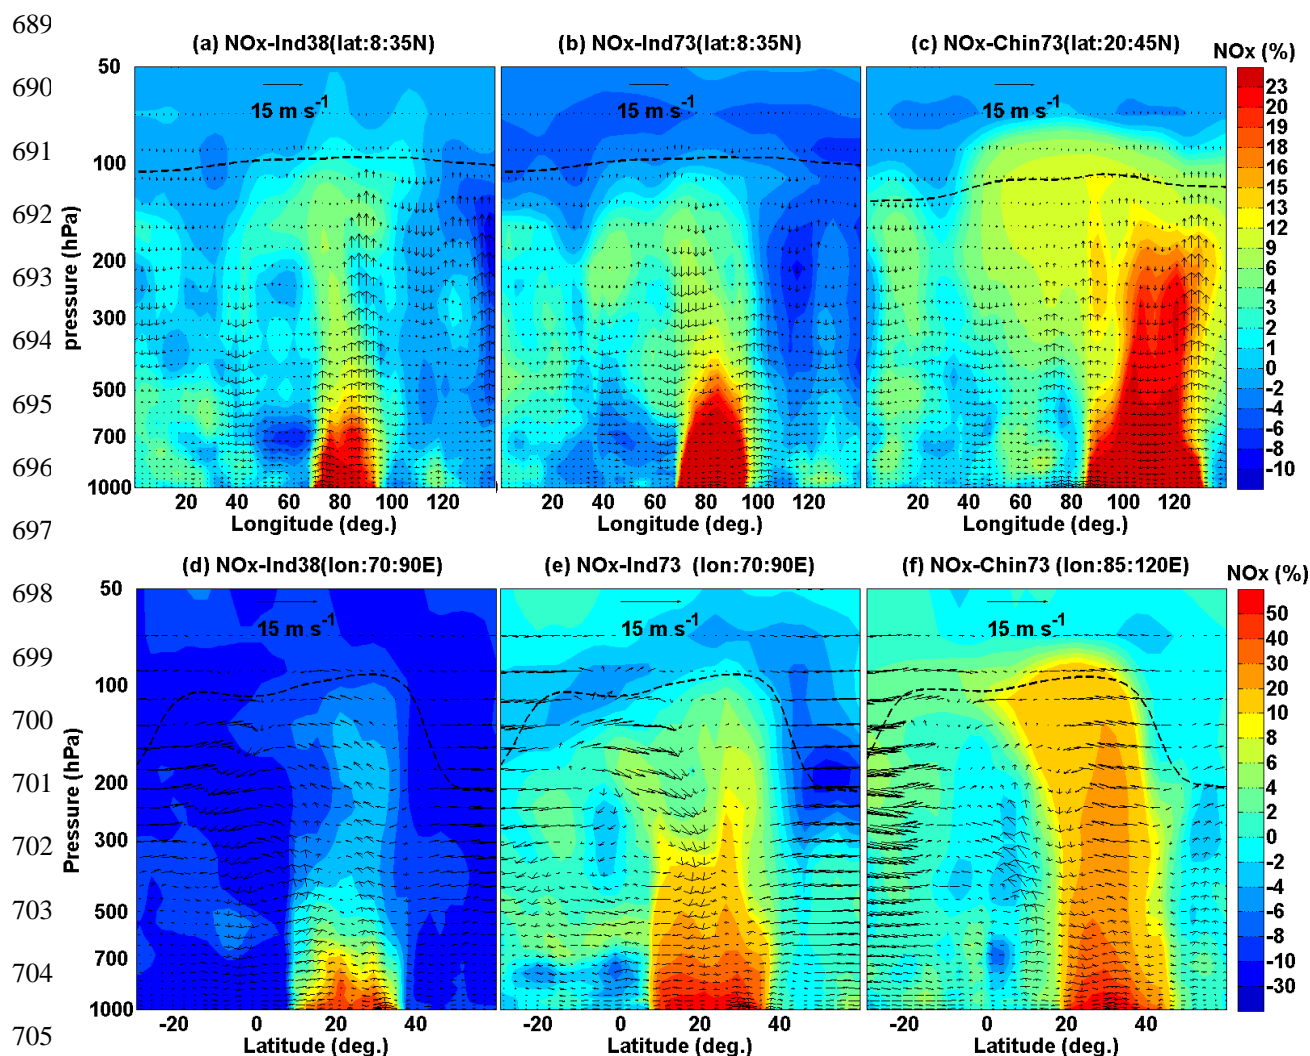 689
(a) NOx-Ind38(lat:8:35N)
(b) NOx-Ind73(lat:8:35N)
(c) NOx-Chin73(lat:20:45N)
NOx (%)
690
50
15 m s-1
15 m s-1
15 m s-1
23
20
19
18
16
15
13
9
6
4
3
2
1
0
-2
-4
-6
-8
-10
691
100
692
693
200
300
694
500
695
700
696
1000
pressure (hPa)
20 40 60 80 100 120
20 40 60 80 100 120
20 40 60 80 100 120
Longitude (deg.)
Longitude (deg.)
Longitude (deg.)
697
(d) NOx-Ind38(lon:70:90E)
(e) NOx-Ind73 (lon:70:90E)
(f) NOx-Chin73 (lon:85:120E)
NOx (%)
698
50
15 m s-1
15 m s-1
15 m s-1
50
40
30
20
10
8
6
4
2
0
-2
-4
-6
-8
-10
-30
699
100
700
701
200
702
300
703
500
704
700
1000
Pressure (hPa)
-20 0 20 40
-20 0 20 40
-20 0 20 40
705
Latitude (deg.)
Latitude (deg.)
Latitude (deg.)